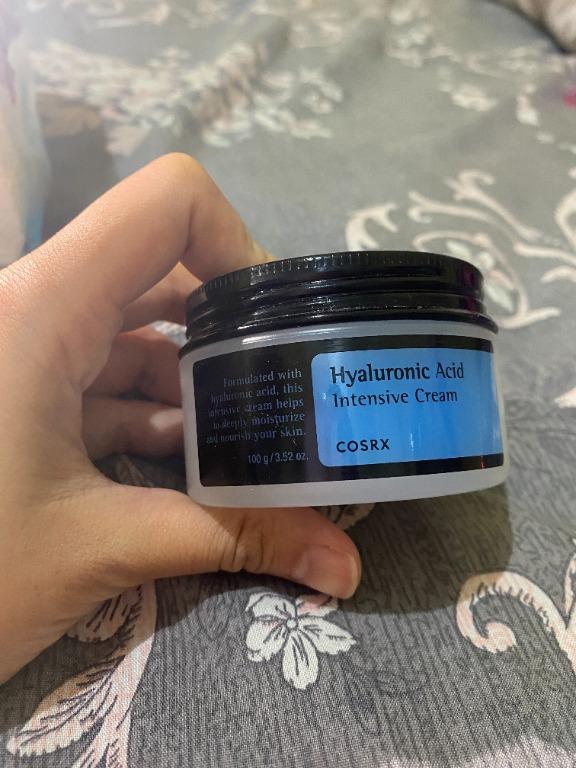 Formulated with
hyaluronic acid, this
intensive cream helps
to deeply moisturize
and nourish your skin.
100 g / 3.52 oz.
Hyaluronic Acid
Intensive Cream
COSRX